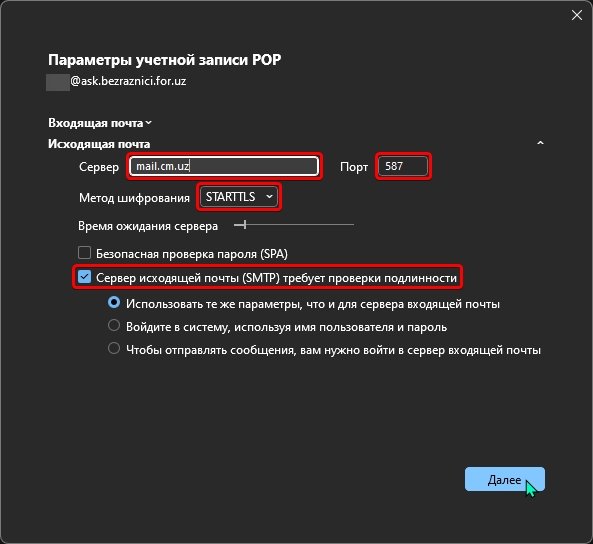 Параметры учетной записи POP
@ask.bezraznici.for.uz
Входящая почта
Исходящая почта
Сервер mail.cm.uz Порт 587
Метод шифрования STARTTLS
Время ожидания сервера
Безопасная проверка пароля (SPA)
Сервер исходящей почты (SMTP) требует проверки подлинности
Использовать те же параметры, что и для сервера входящей почты
Войдите в систему, используя имя пользователя и пароль
Чтобы отправлять сообщения, вам нужно войти в сервер входящей почты
Далее